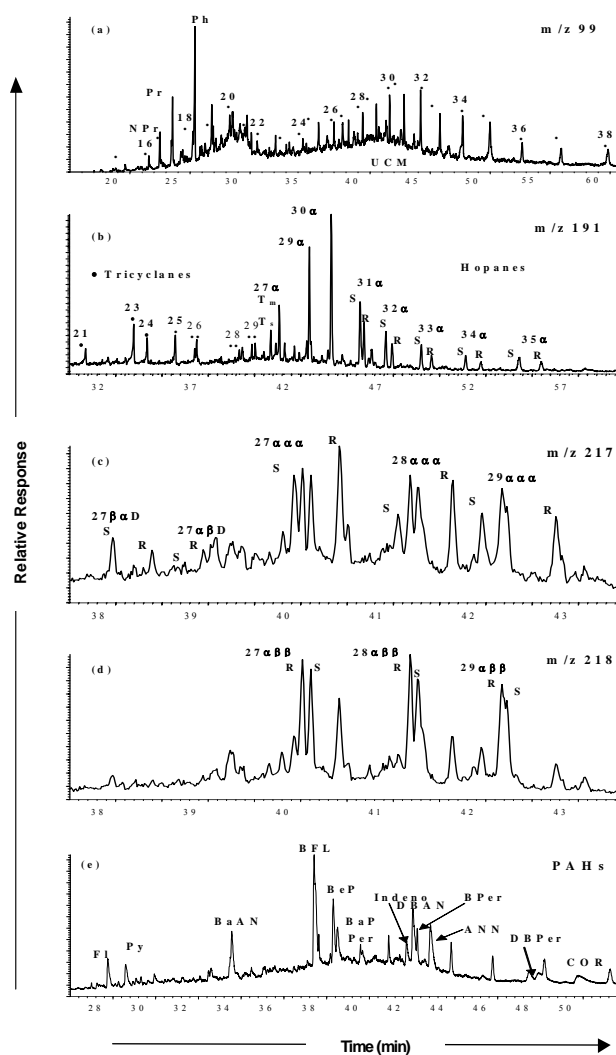 (a) Ph m/z 99
Pr NPr 16 18 20 22 24 26 28 30 32 34 36 38
UCM
20 25 30 35 40 45 50 55 60
(b) 30α m/z 191
29α
• Tricyclanes 27α Hopanes
Tm
Ts
21 23 24 25 26 28 29
31α S R 32α S R 33α S R 34α S R 35α S R
32 37 42 47 52 57
(c) 27ααα m/z 217
S R 28ααα S R 29ααα S R
27βαD S R 27αβD S R
38 39 40 41 42 43
(d) 27αββ 28αββ m/z 218
R S R S 29αββ R S
38 39 40 41 42 43
(e) BFL PAHs
BeP Indeno DBAN BPer
BaAN BaP Per ANN
Fl Py DBPer COR
28 30 32 34 36 38 40 42 44 46 48 50
Relative Response
Time (min)